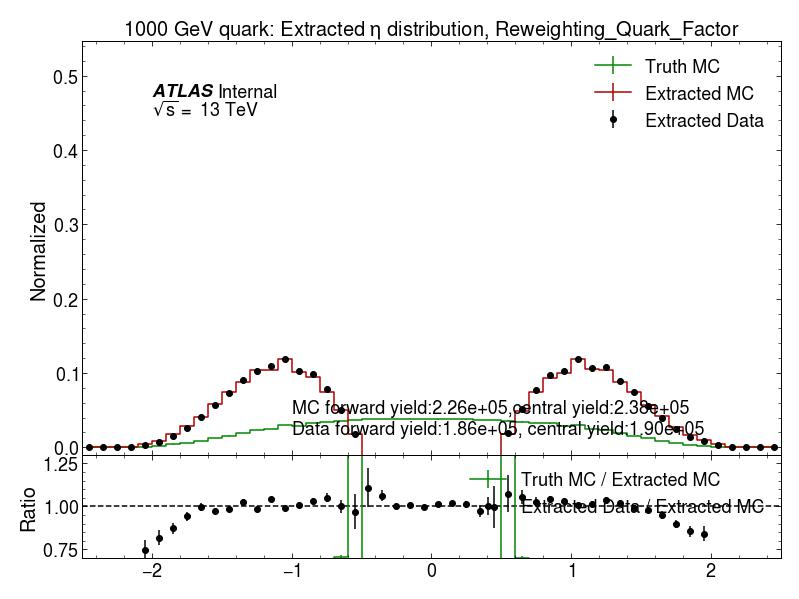 1000 GeV quark: Extracted η distribution, Reweighting_Quark_Factor
ATLAS Internal
√s = 13 TeV
Truth MC
Extracted MC
Extracted Data
Normalized
0.5
0.4
0.3
0.2
0.1
0.0
MC forward yield:2.26e+05,central yield:2.38e+05
Data forward yield:1.86e+05, central yield:1.90e+05
Ratio
1.25
1.00
0.75
Truth MC / Extracted MC
Extracted Data / Extracted MC
−2 −1 0 1 2